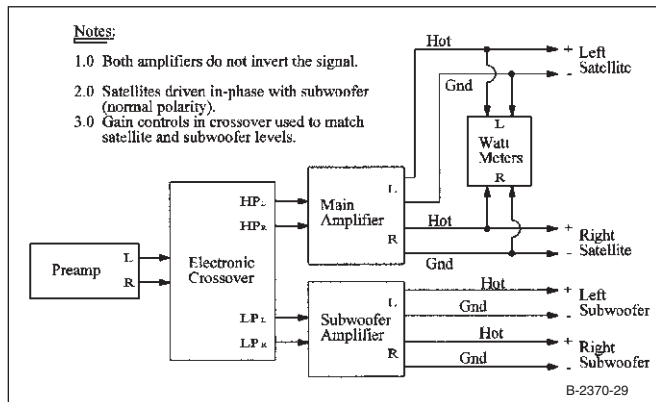 Notes:
1.0 Both amplifiers do not invert the signal.
2.0 Satellites driven in-phase with subwoofer
(normal polarity).
3.0 Gain controls in crossover used to match
satellite and subwoofer levels.
Hot
+ Left
- Satellite
Gnd
L
Watt
Meters
R
HPL
HPR
L
Main
Amplifier
R
Hot
+ Right
- Satellite
Gnd
Preamp
L
R
Electronic
Crossover
LPL
LPR
L
Subwoofer
Amplifier
R
Hot
+ Left
- Subwoofer
Gnd
Hot
+ Right
- Subwoofer
Gnd
B-2370-29